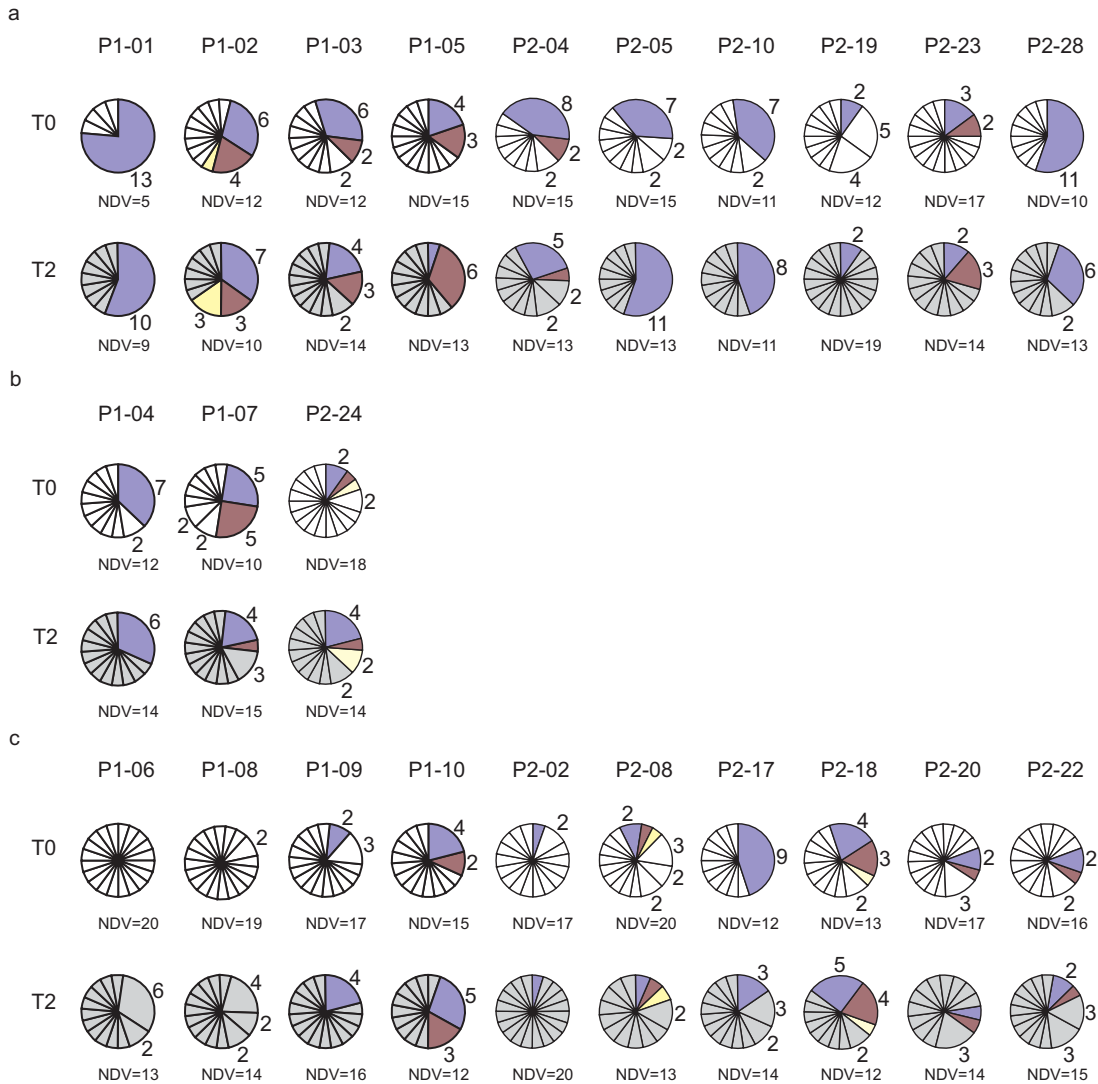 a
P1-01 P1-02 P1-03 P1-05 P2-04 P2-05 P2-10 P2-19 P2-23 P2-28
T0
13 6 4 6 2 2 4 3 8 2 2 7 2 2 7 2 2 5 4 3 2 11
NDV=5 NDV=12 NDV=12 NDV=15 NDV=15 NDV=15 NDV=11 NDV=12 NDV=17 NDV=10
T2
10 7 3 3 4 3 2 6 5 2 2 11 8 2 2 3 6 2
NDV=9 NDV=10 NDV=14 NDV=13 NDV=13 NDV=13 NDV=11 NDV=19 NDV=14 NDV=13
b
P1-04 P1-07 P2-24
T0
7 2 5 5 2 2 2 2
NDV=12 NDV=10 NDV=18
T2
6 4 3 4 2 2
NDV=14 NDV=15 NDV=14
c
P1-06 P1-08 P1-09 P1-10 P2-02 P2-08 P2-17 P2-18 P2-20 P2-22
T0
2 2 3 4 2 2 2 3 2 2 9 4 3 2 2 3 2 2
NDV=20 NDV=19 NDV=17 NDV=15 NDV=17 NDV=20 NDV=12 NDV=13 NDV=17 NDV=16
T2
6 2 4 2 2 4 5 3 2 3 3 2 5 4 2 3 2 3 3
NDV=13 NDV=14 NDV=16 NDV=12 NDV=20 NDV=13 NDV=14 NDV=12 NDV=14 NDV=15